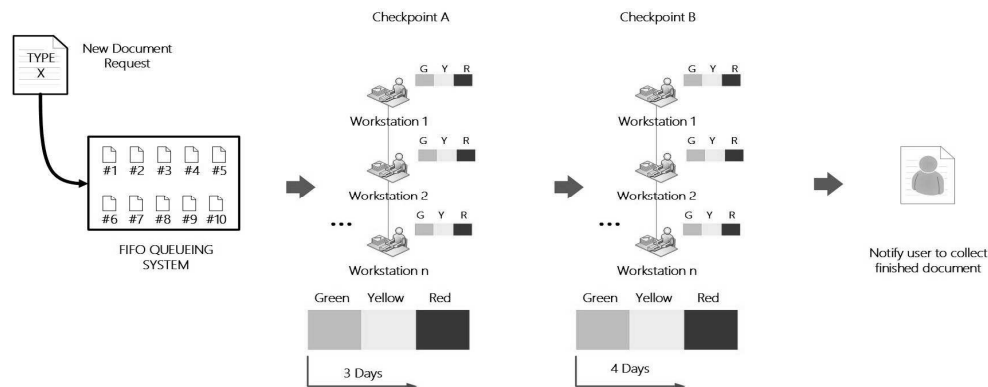 TYPE
X
New Document
Request
#1 #2 #3 #4 #5
#6 #7 #8 #9 #10
FIFO QUEUEING
SYSTEM
Checkpoint A
G Y R
Workstation 1
G Y R
Workstation 2
G Y R
...
Workstation n
Green Yellow Red
3 Days
Checkpoint B
G Y R
Workstation 1
G Y R
Workstation 2
G Y R
...
Workstation n
Green Yellow Red
4 Days
Notify user to collect
finished document